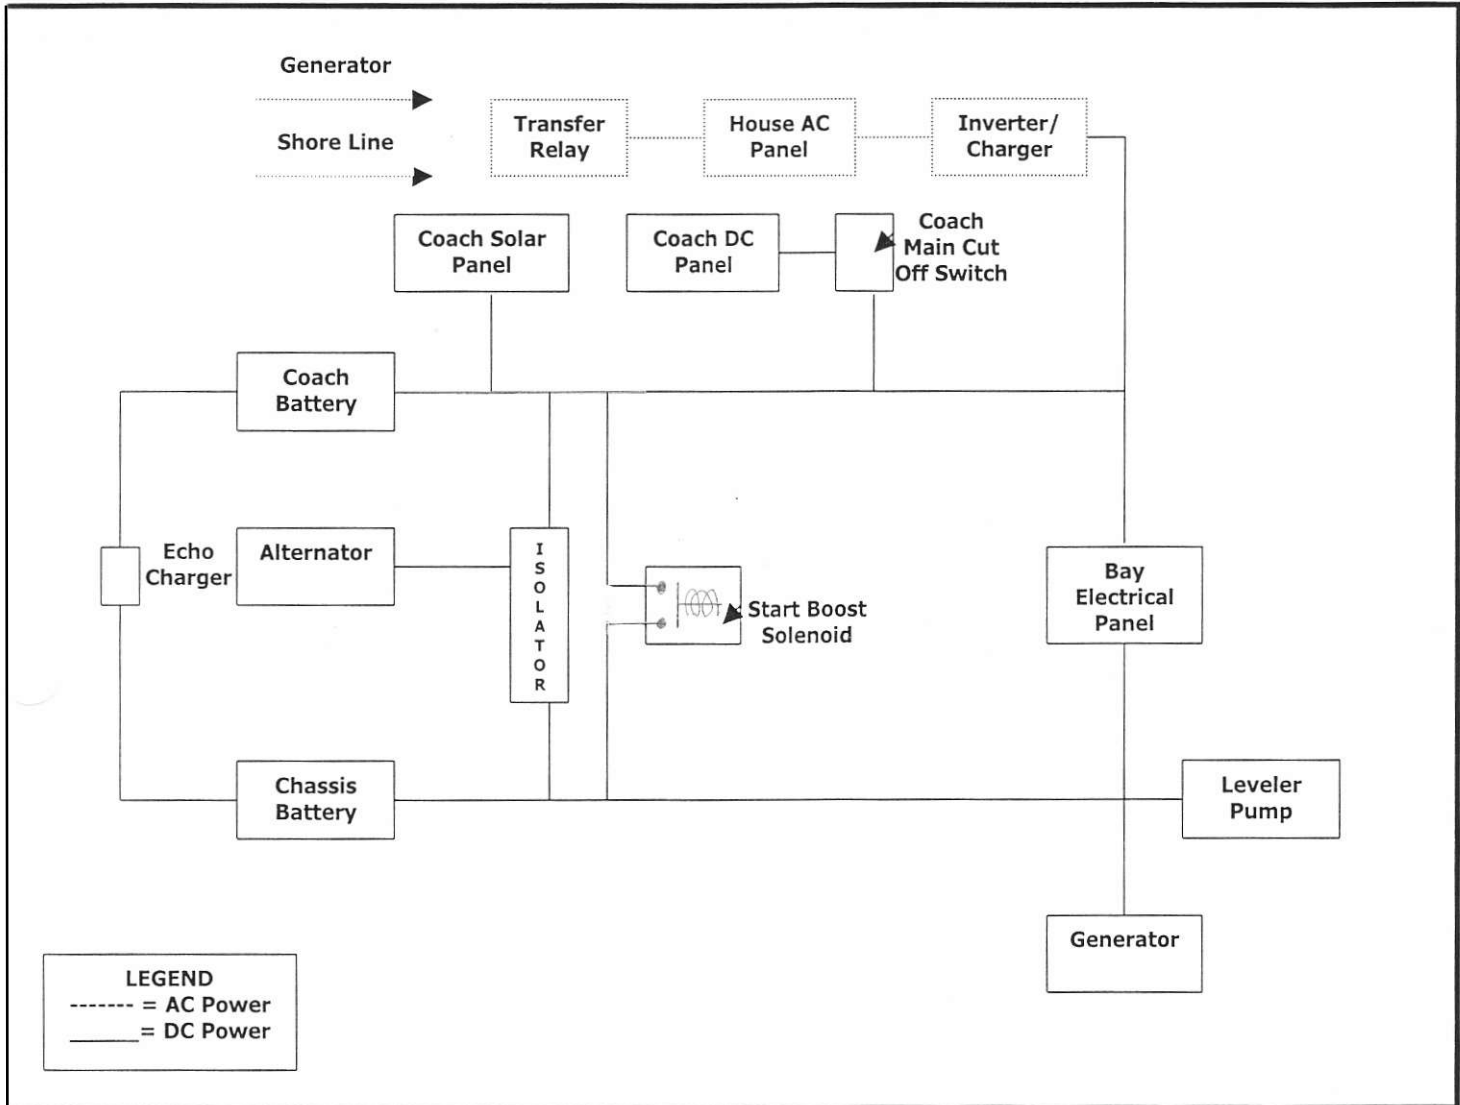 Generator
Shore Line
Transfer
Relay
House AC
Panel
Inverter/
Charger
Coach Solar
Panel
Coach DC
Panel
Coach
Main Cut
Off Switch
Coach
Battery
Echo
Charger
Alternator
I
S
O
L
A
T
O
R
Start Boost
Solenoid
Bay
Electrical
Panel
Chassis
Battery
Leveler
Pump
Generator
LEGEND
------- = AC Power
_______= DC Power